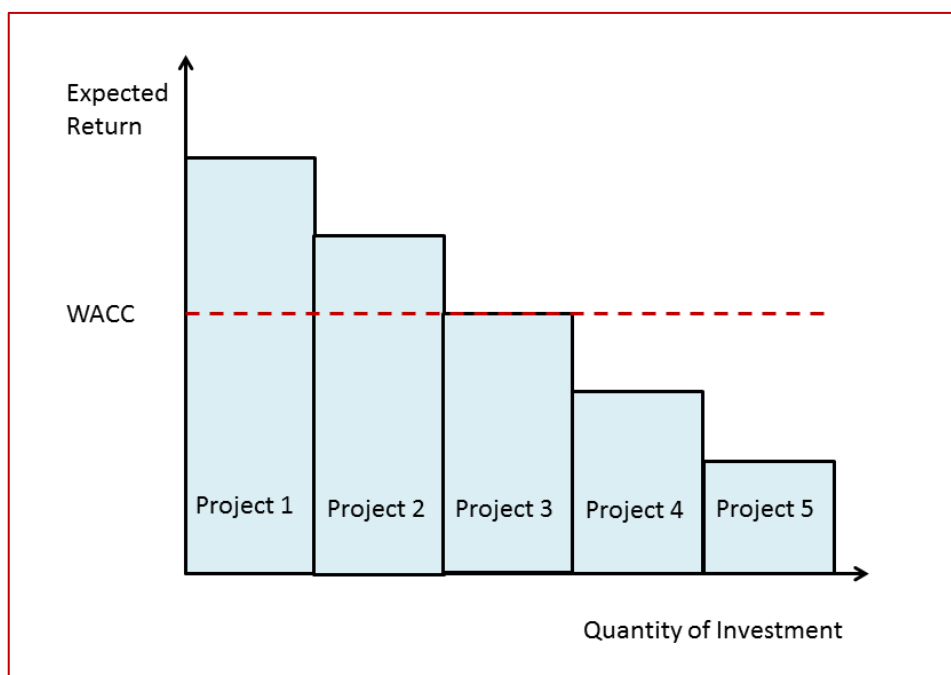 Expected
Return
WACC
Project 1
Project 2
Project 3
Project 4
Project 5
Quantity of Investment